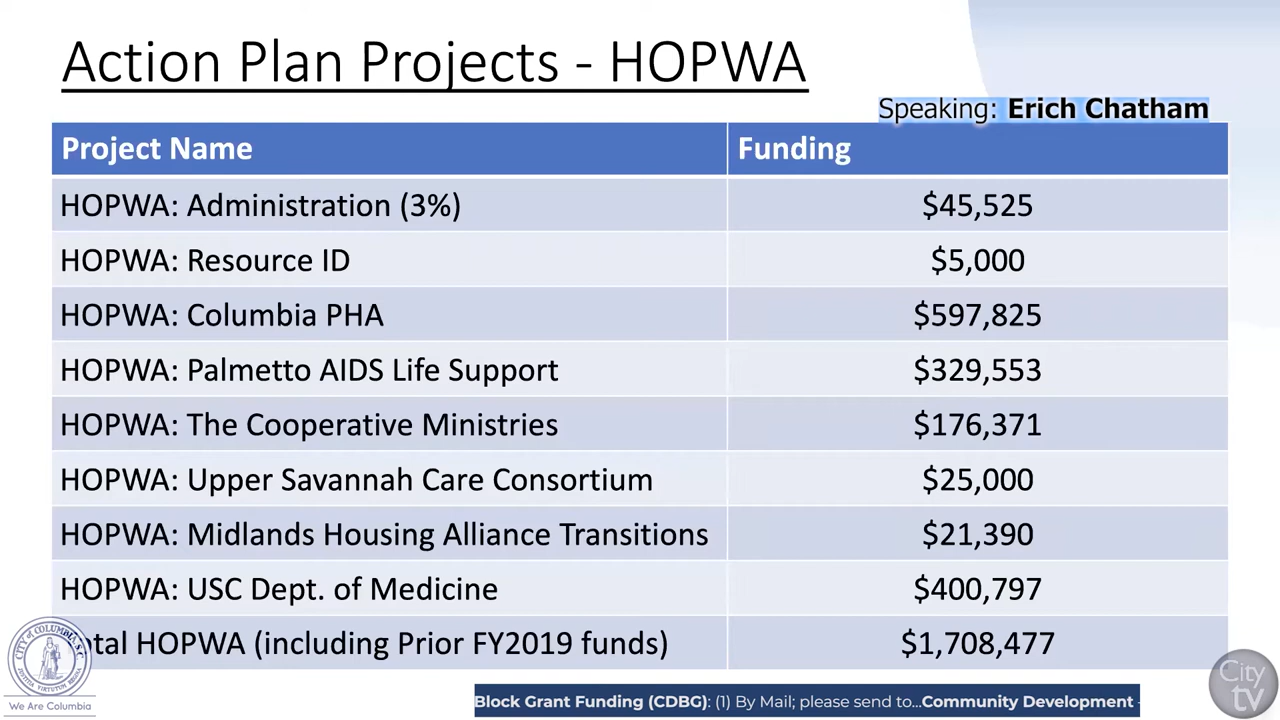 Action Plan Projects - HOPWA
Speaking: Erich Chatham
Project Name Funding
HOPWA: Administration (3%) $45,525
HOPWA: Resource ID $5,000
HOPWA: Columbia PHA $597,825
HOPWA: Palmetto AIDS Life Support $329,553
HOPWA: The Cooperative Ministries $176,371
HOPWA: Upper Savannah Care Consortium $25,000
HOPWA: Midlands Housing Alliance Transitions $21,390
HOPWA: USC Dept. of Medicine $400,797
otal HOPWA (including Prior FY2019 funds) $1,708,477
We Are Columbia
Block Grant Funding (CDBG): (1) By Mail; please send to...Community Development
City
tv